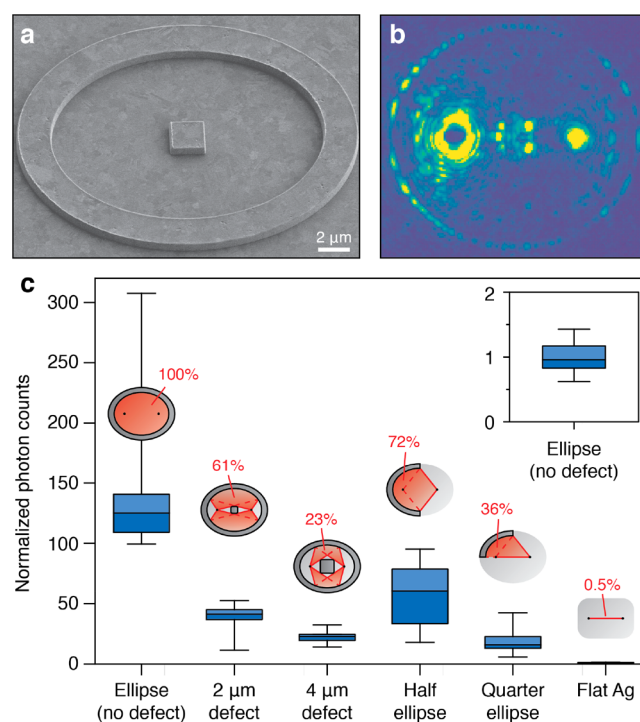 a
2 μm
b
c
Normalized photon counts
300
250
200
150
100
50
0
100%
61%
23%
72%
36%
0.5%
2
1
0
Ellipse
(no defect)
Ellipse
(no defect)
2 μm
defect
4 μm
defect
Half
ellipse
Quarter
ellipse
Flat Ag